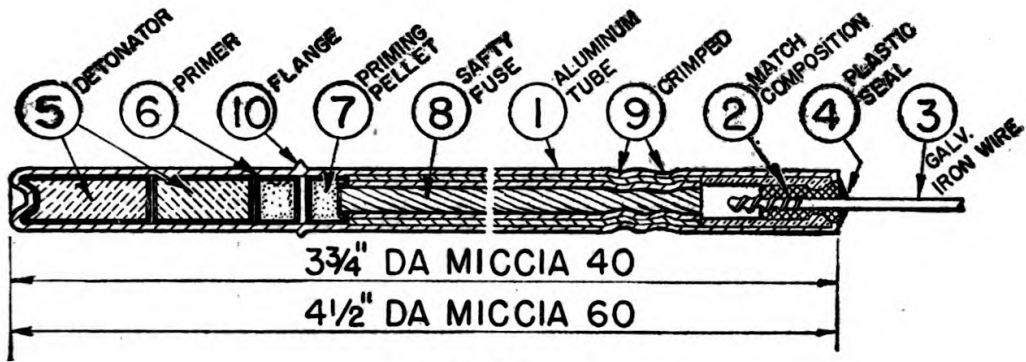 5 DETONATOR
6 PRIMER
10 FLANGE
7 PRIMING PELLET
8 SAFTY FUSE
1 ALUMINUM TUBE
9 CRIMPED
2 MATCH COMPOSITION
4 PLASTIC SEAL
3 GALV. IRON WIRE
3¾" DA MICCIA 40
4½" DA MICCIA 60